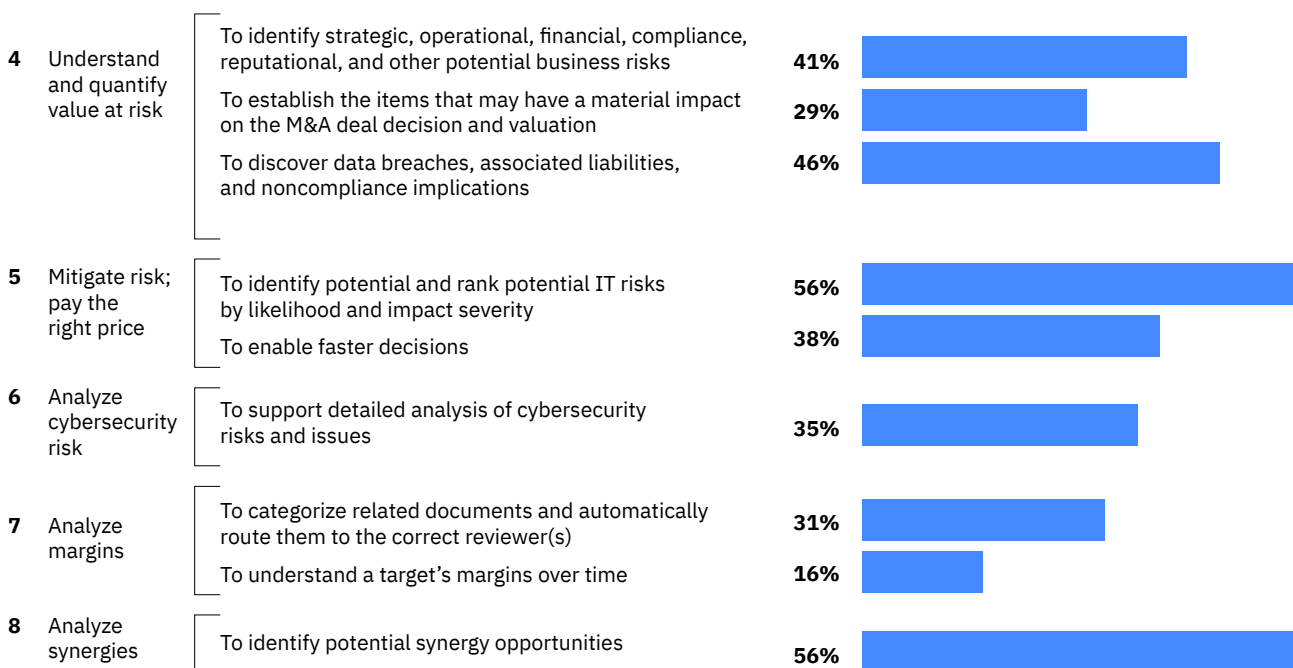 4 Understand
and quantify
value at risk
To identify strategic, operational, financial, compliance,
reputational, and other potential business risks
41%
To establish the items that may have a material impact
on the M&A deal decision and valuation
29%
To discover data breaches, associated liabilities,
and noncompliance implications
46%
5 Mitigate risk;
pay the
right price
To identify potential and rank potential IT risks
by likelihood and impact severity
56%
To enable faster decisions
38%
6 Analyze
cybersecurity
risk
To support detailed analysis of cybersecurity
risks and issues
35%
7 Analyze
margins
To categorize related documents and automatically
route them to the correct reviewer(s)
31%
To understand a target’s margins over time
16%
8 Analyze
synergies
To identify potential synergy opportunities
56%